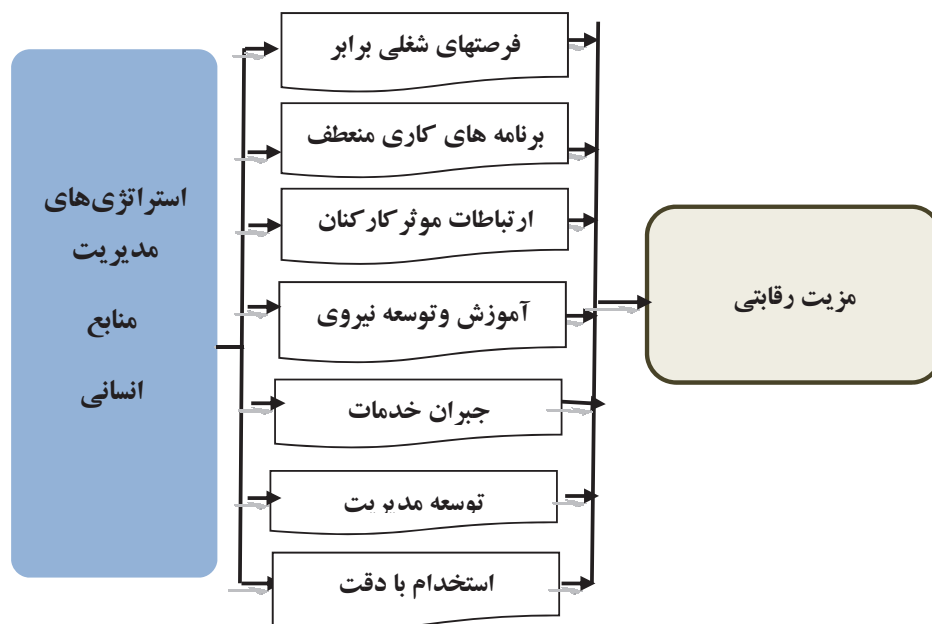 استراتژی‌های
مدیریت
منابع
انسانی
فرصتهای شغلی برابر
برنامه های کاری منعطف
ارتباطات موثر کارکنان
آموزش وتوسعه نیروی
جبران خدمات
توسعه مدیریت
استخدام با دقت
مزیت رقابتی